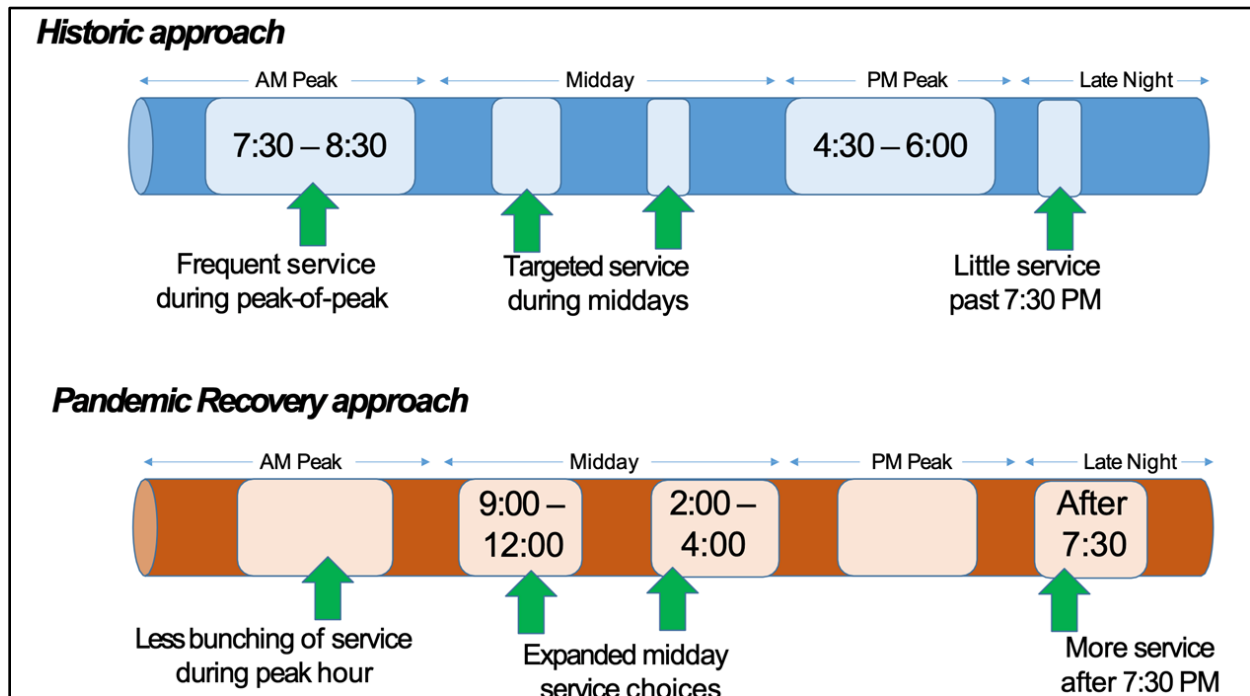 Historic approach
AM Peak
Midday
PM Peak
Late Night
7:30 – 8:30
4:30 – 6:00
Frequent service
during peak-of-peak
Targeted service
during middays
Little service
past 7:30 PM
Pandemic Recovery approach
AM Peak
Midday
PM Peak
Late Night
9:00 –
12:00
2:00 –
4:00
After
7:30
Less bunching of service
during peak hour
Expanded midday
service choices
More service
after 7:30 PM